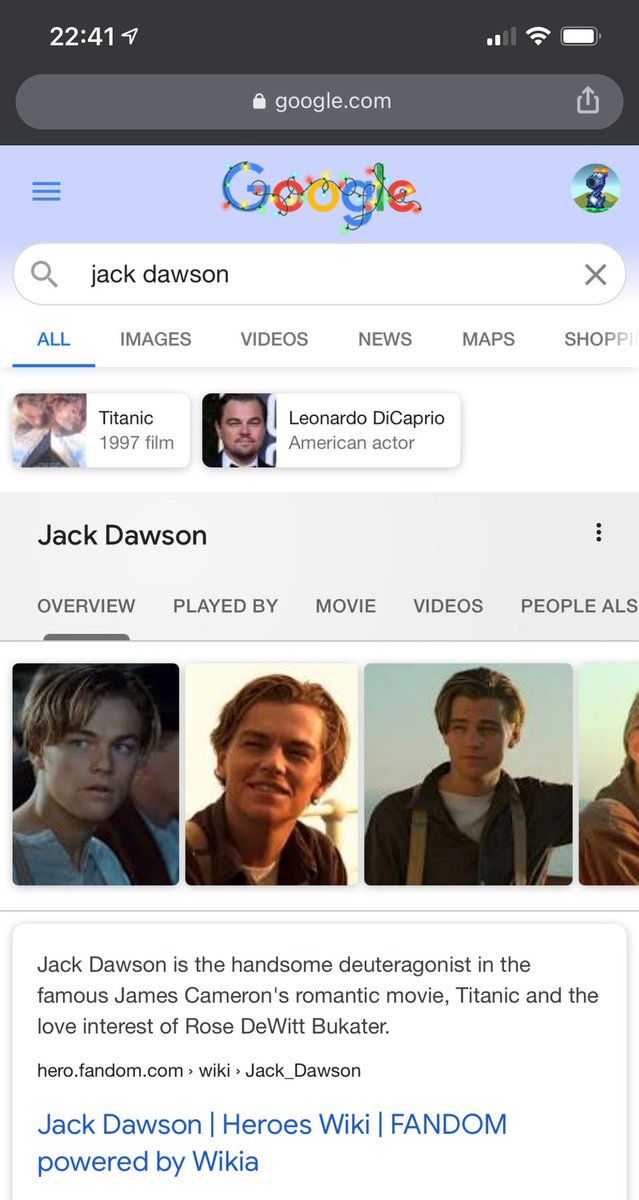 22:41
google.com
Google
jack dawson
ALL IMAGES VIDEOS NEWS MAPS SHOPPI
Titanic
1997 film
Leonardo DiCaprio
American actor
Jack Dawson
OVERVIEW PLAYED BY MOVIE VIDEOS PEOPLE ALS
Jack Dawson is the handsome deuteragonist in the
famous James Cameron's romantic movie, Titanic and the
love interest of Rose DeWitt Bukater.
hero.fandom.com › wiki › Jack_Dawson
Jack Dawson | Heroes Wiki | FANDOM
powered by Wikia